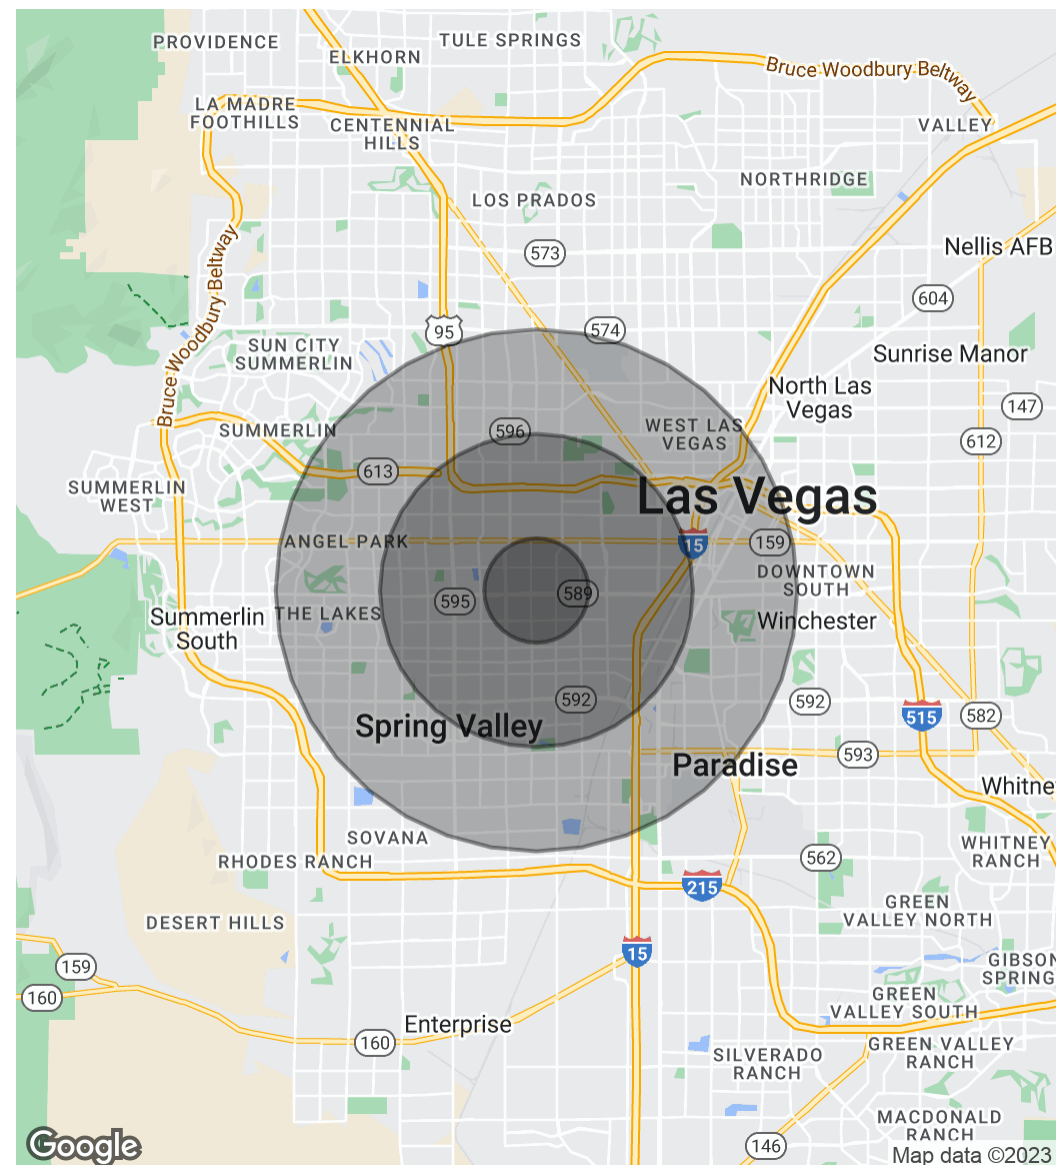 PROVIDENCE
TULE SPRINGS
ELKHORN
Bruce Woodbury Beltway
LA MADRE
FOOTHILLS
CENTENNIAL
HILLS
VALLEY
NORTHRIDGE
LOS PRADOS
Nellis AFB
573
604
Bruce Woodbury Beltway
95
574
SUN CITY
SUMMERLIN
Sunrise Manor
North Las
Vegas
147
SUMMERLIN
596
WEST LAS
VEGAS
612
613
SUMMERLIN
WEST
Las Vegas
ANGEL PARK
15
159
DOWNTOWN
SOUTH
595
589
Summerlin
South
THE LAKES
Winchester
592
592
515
582
Spring Valley
593
Paradise
Whitne
SOVANA
RHODES RANCH
562
WHITNEY
RANCH
215
GREEN
VALLEY NORTH
DESERT HILLS
15
159
GIBSON
SPRING
160
GREEN
VALLEY SOUTH
Enterprise
160
GREEN VALLEY
RANCH
SILVERADO
RANCH
MACDONALD
RANCH
146
Google
Map data ©2023